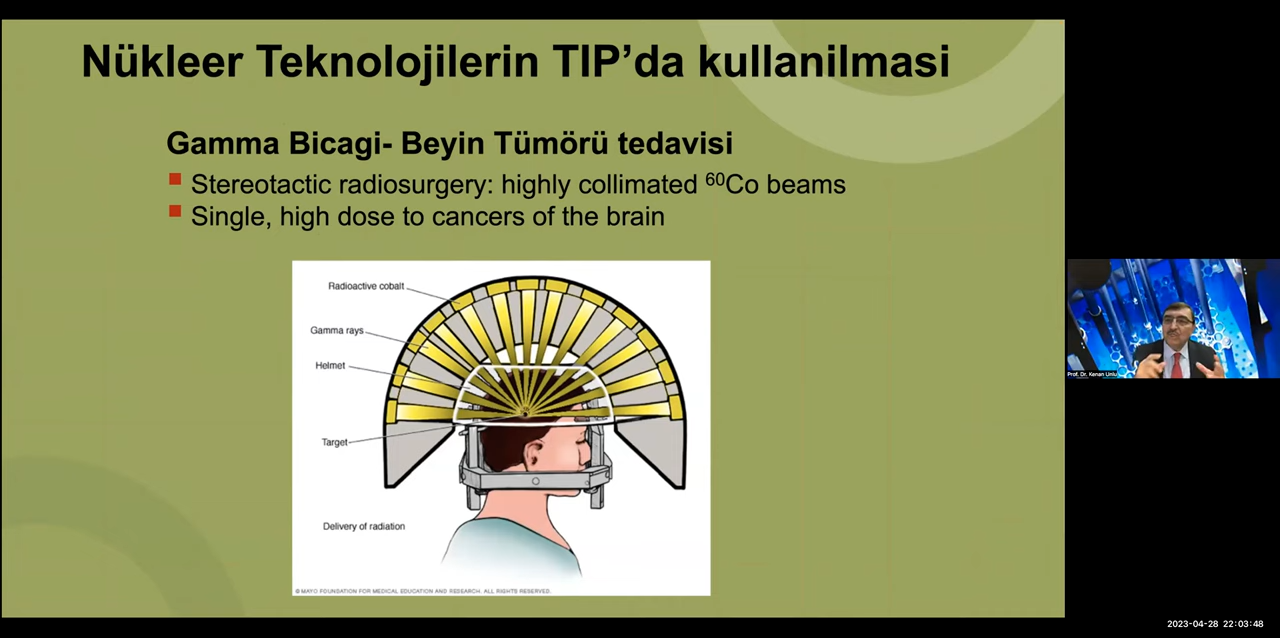 Nükleer Teknolojilerin TIP’da kullanilmasi
Gamma Bicagi- Beyin Tümörü tedavisi
Stereotactic radiosurgery: highly collimated ⁶⁰Co beams
Single, high dose to cancers of the brain
Radioactive cobalt
Gamma rays
Helmet
Target
Delivery of radiation
© MAYO FOUNDATION FOR MEDICAL EDUCATION AND RESEARCH. ALL RIGHTS RESERVED.
Prof. Dr. Kenan Unlu
2023-04-28 22:03:48